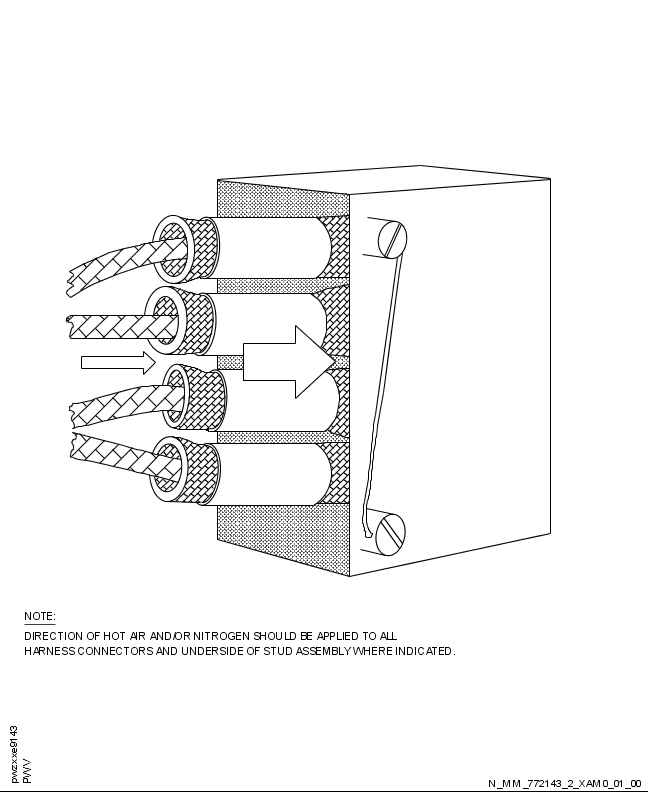 NOTE:
DIRECTION OF HOT AIR AND/OR NITROGEN SHOULD BE APPLIED TO ALL
HARNESS CONNECTORS AND UNDERSIDE OF STUD ASSEMBLY WHERE INDICATED.
pwzxxe9143
PWV
N_MM_772143_2_XAM0_01_00